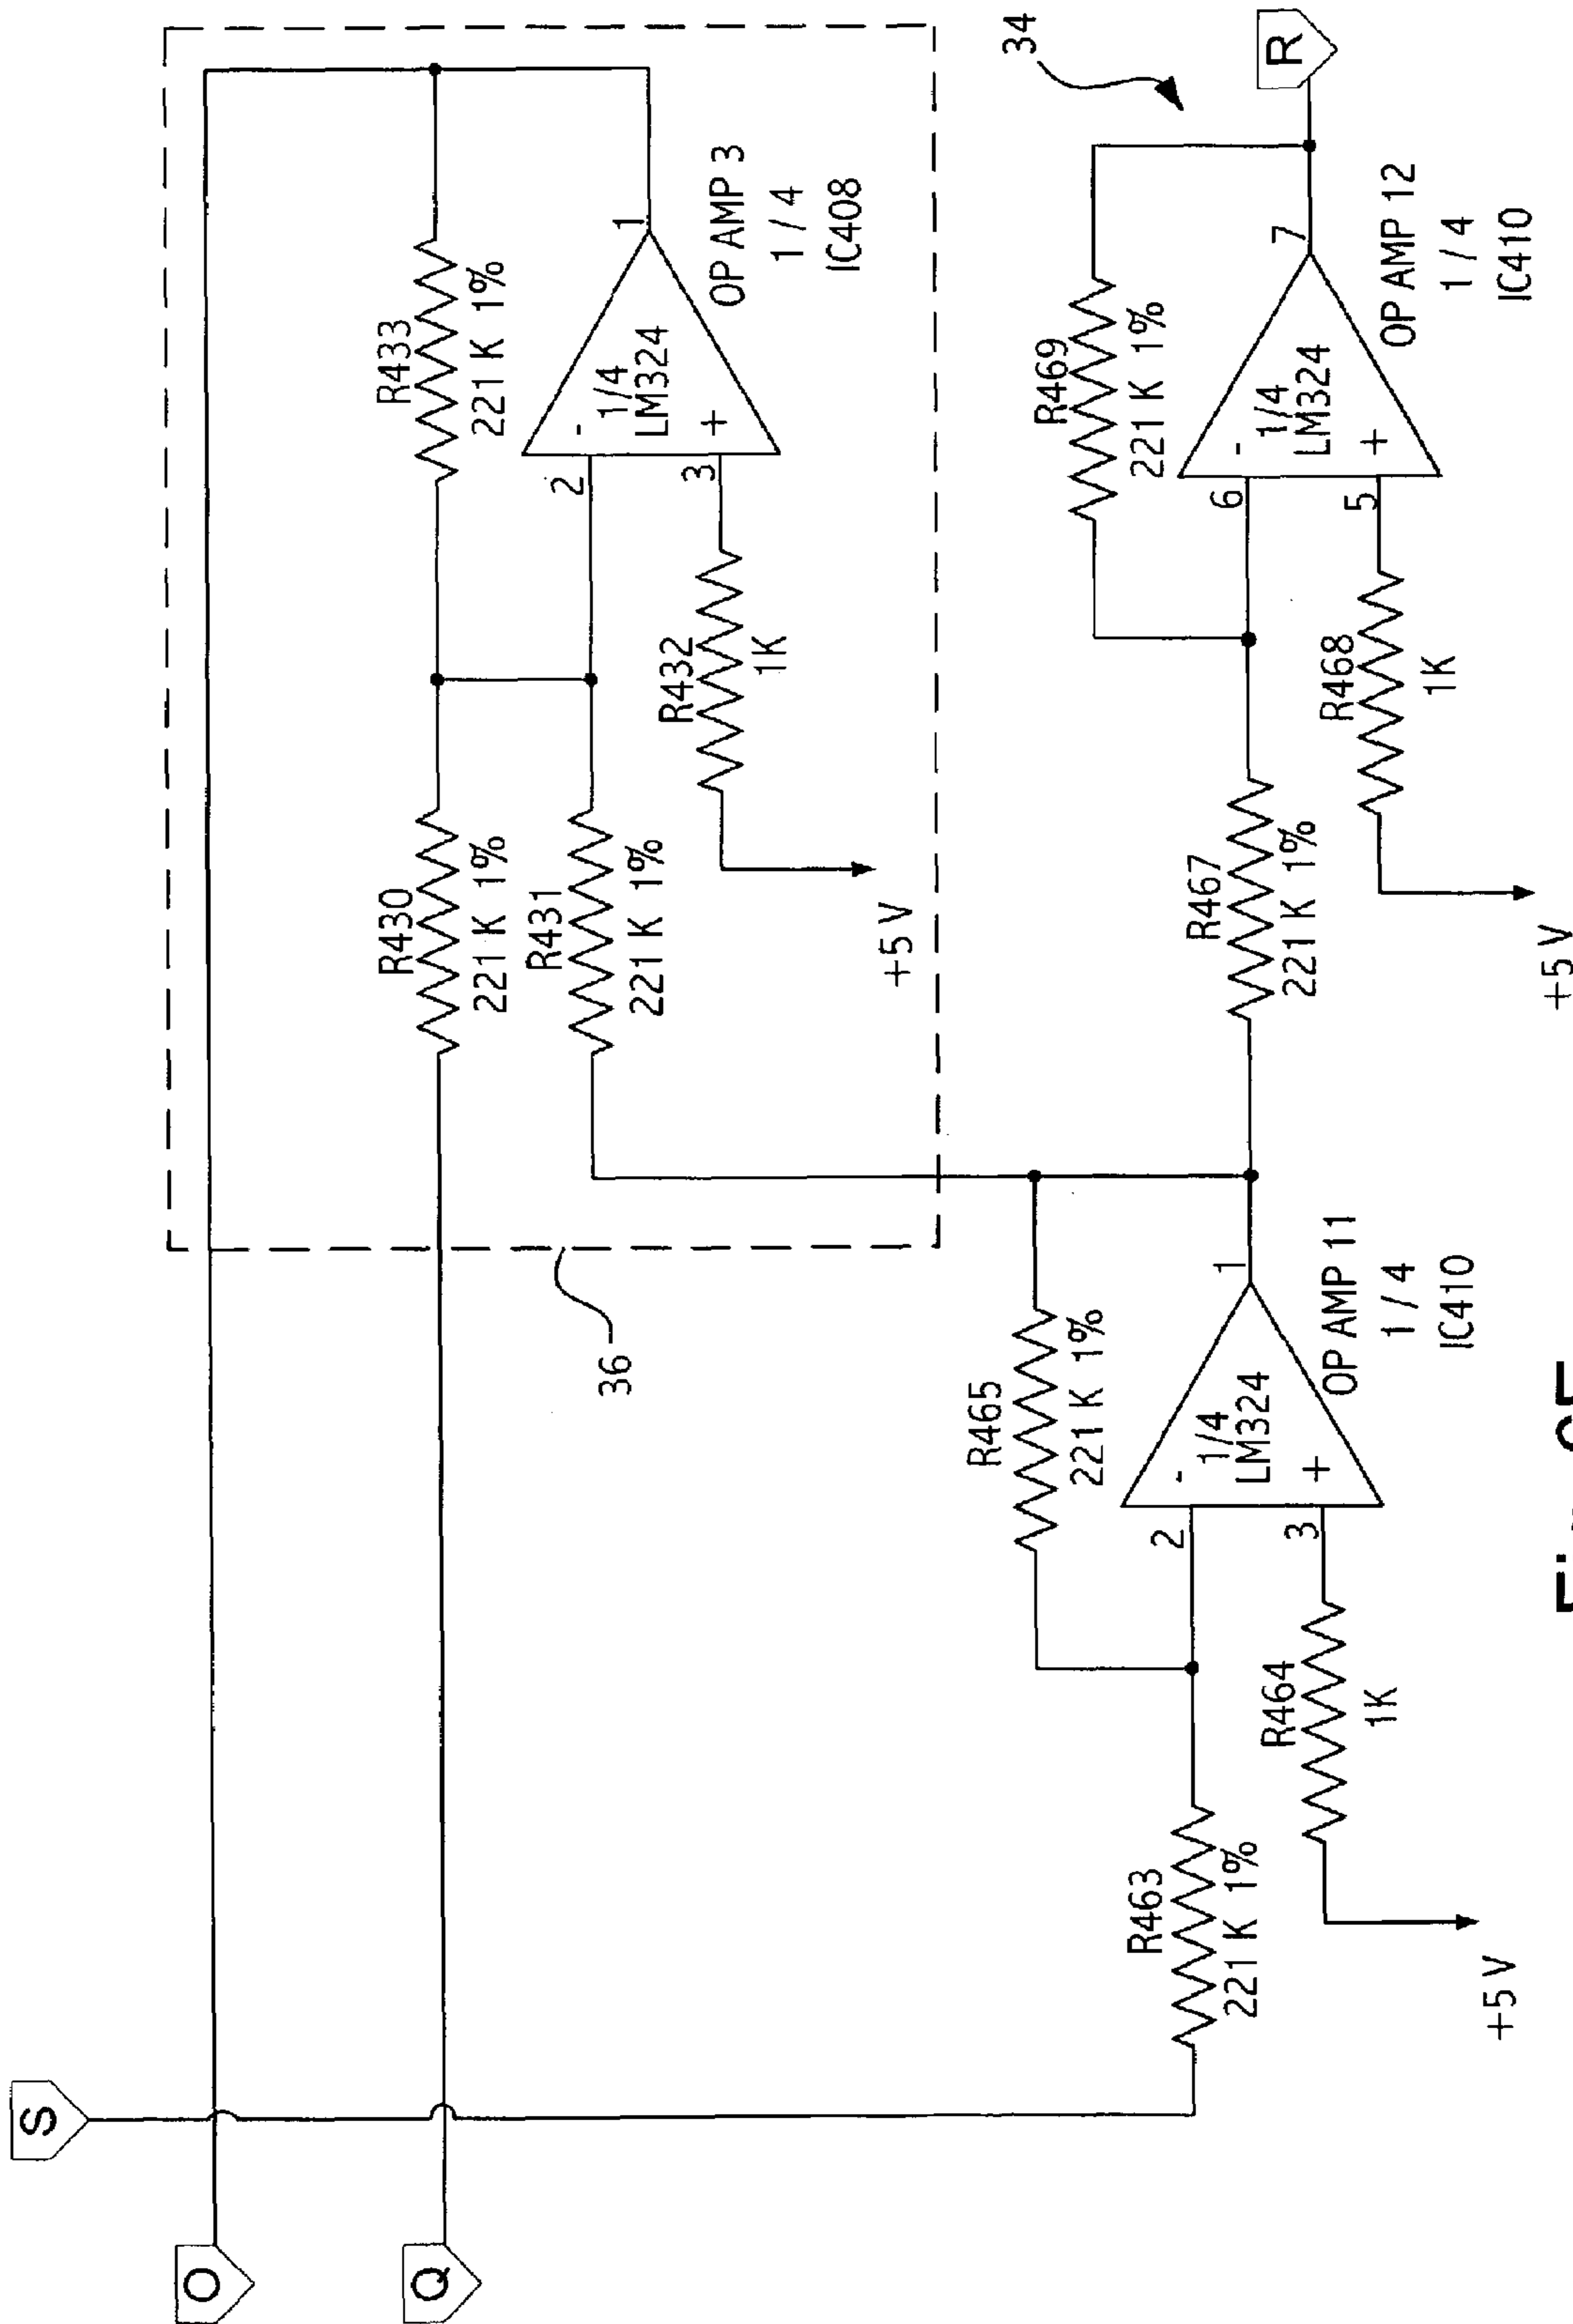 S
O
Q
R433
221 K 1%
R430
221 K 1%
R431
221 K 1%
2
3
-
1/4
LM324
+
1
OP AMP 3
1 / 4
IC408
R432
1K
+5 V
36
34
R
R465
221 K 1%
R463
221 K 1%
2
3
-
1/4
LM324
+
1
OP AMP 11
1 / 4
IC410
R464
1K
+5 V
R469
221 K 1%
R467
221 K 1%
6
5
-
1/4
LM324
+
7
OP AMP 12
1 / 4
IC410
R468
1K
+5 V